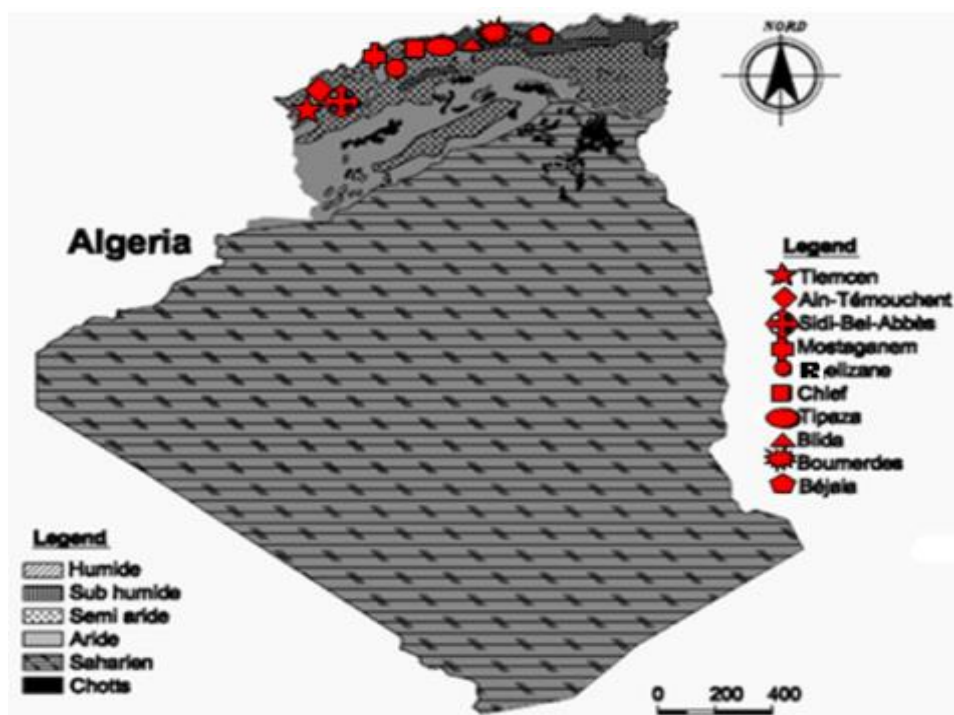 NORD
Algeria
Legend
Tlemcen
Ain-Témouchent
Sidi-Bel-Abbès
Mostaganem
R elizane
Chlef
Tipaza
Blida
Boumerdes
Béjaia
Legend
Humide
Sub humide
Semi aride
Aride
Saharien
Chotts
0 200 400